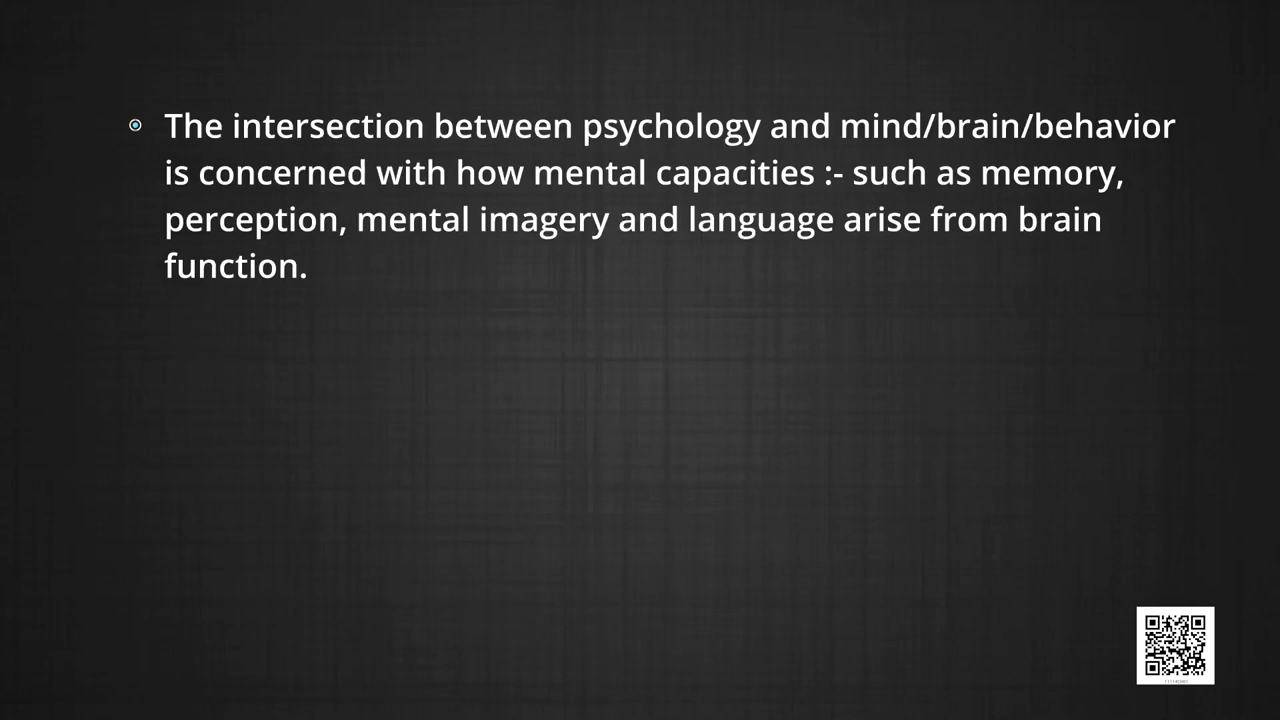 The intersection between psychology and mind/brain/behavior
is concerned with how mental capacities :- such as memory,
perception, mental imagery and language arise from brain
function.